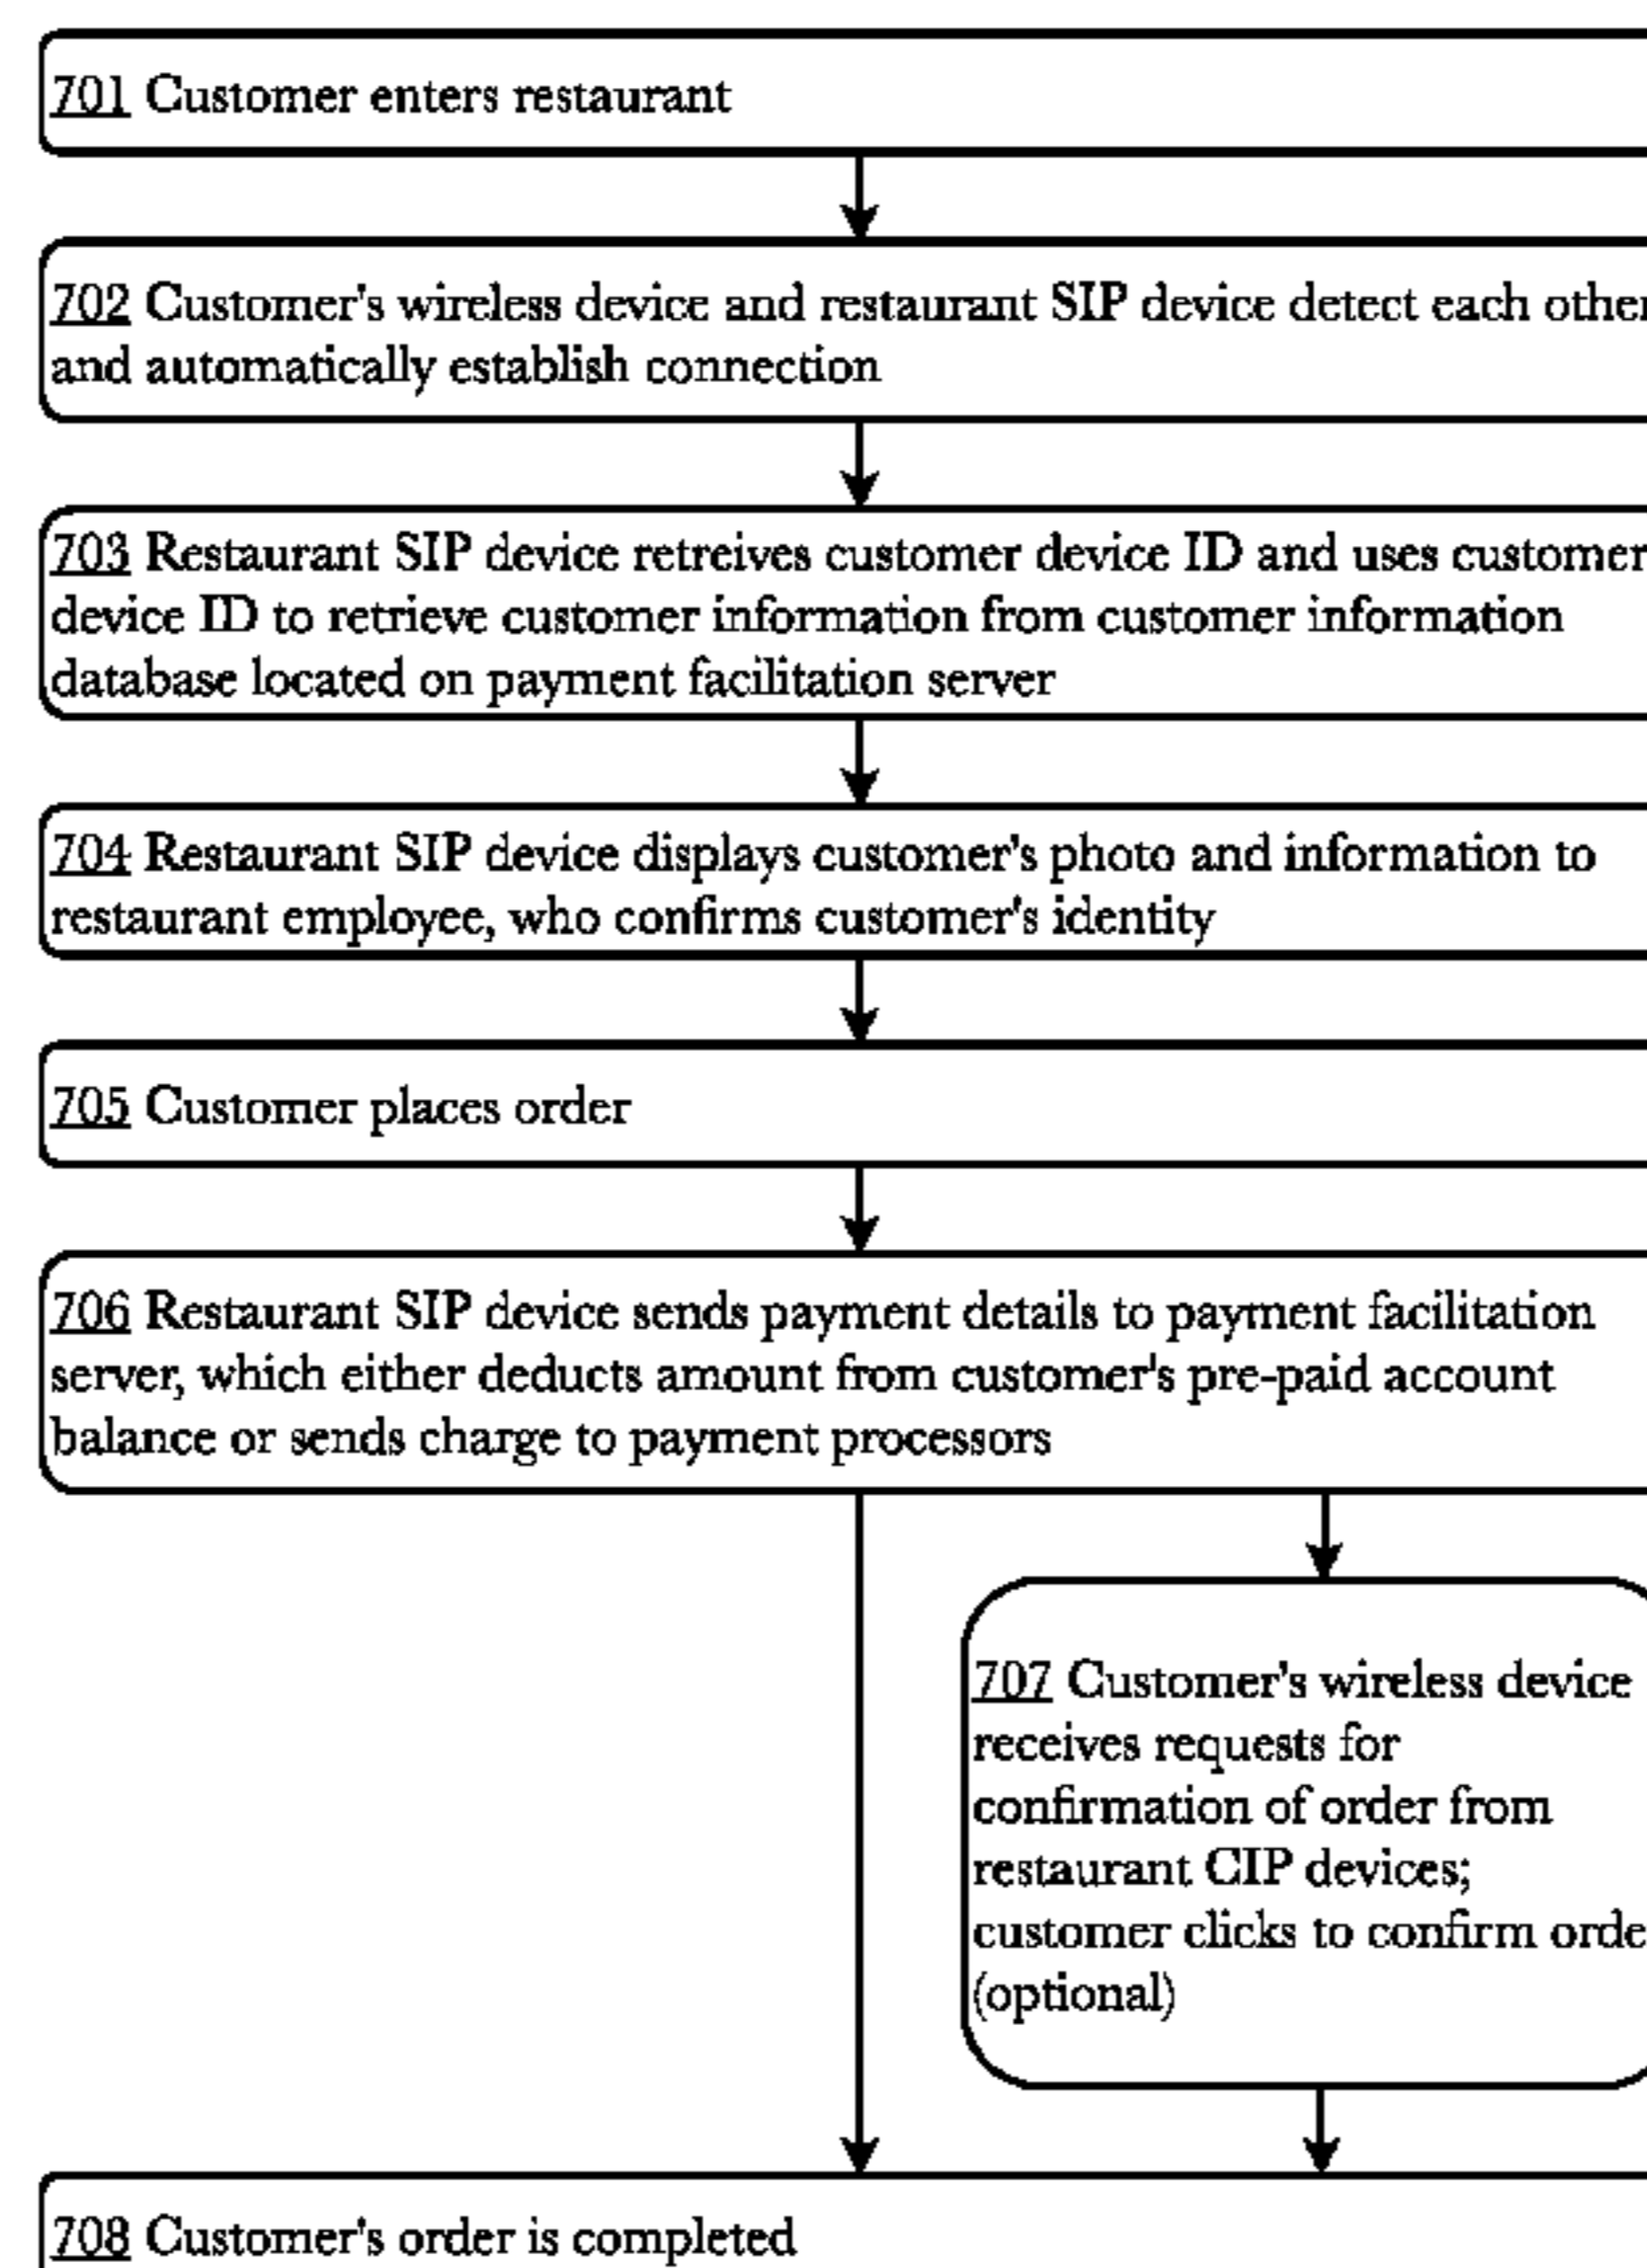 701 Customer enters restaurant
702 Customer's wireless device and restaurant SIP device detect each other
and automatically establish connection
703 Restaurant SIP device retreives customer device ID and uses customer
device ID to retrieve customer information from customer information
database located on payment facilitation server
704 Restaurant SIP device displays customer's photo and information to
restaurant employee, who confirms customer's identity
705 Customer places order
706 Restaurant SIP device sends payment details to payment facilitation
server, which either deducts amount from customer's pre-paid account
balance or sends charge to payment processors
707 Customer's wireless device
receives requests for
confirmation of order from
restaurant CIP devices;
customer clicks to confirm orde
(optional)
708 Customer's order is completed